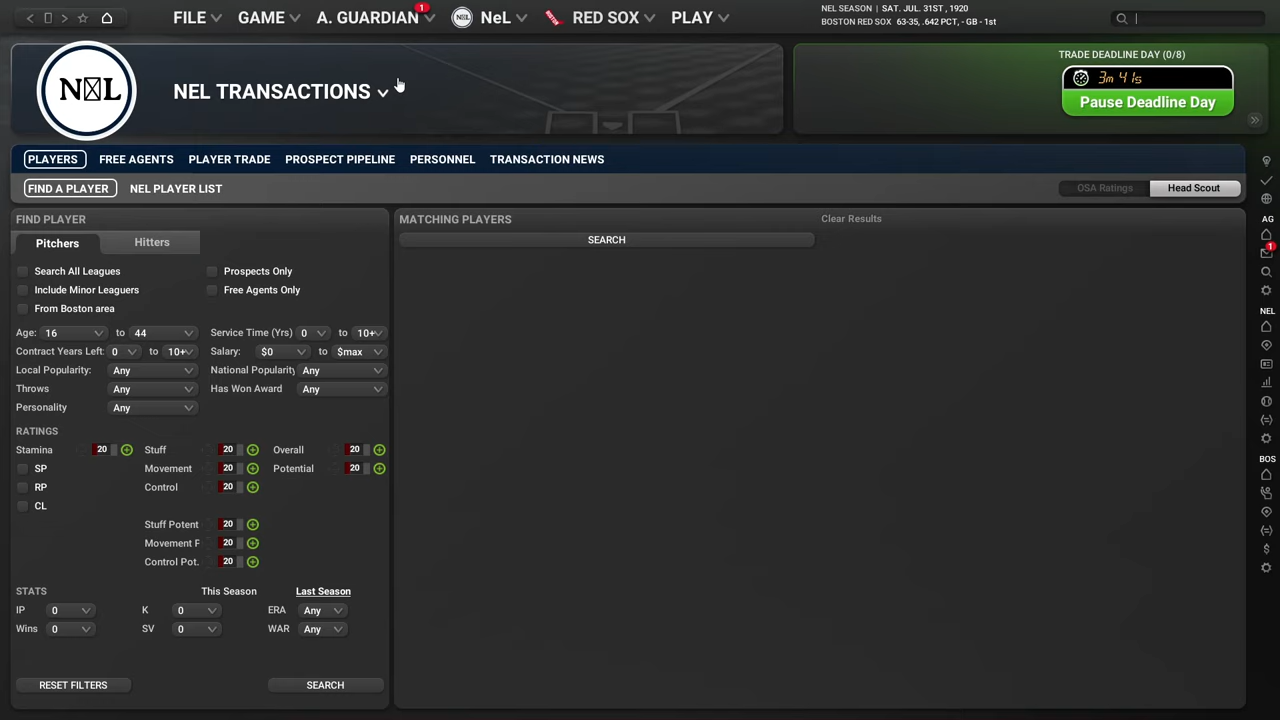 FILE GAME A. GUARDIAN 1 NeL RED SOX PLAY
NEL SEASON | SAT. JUL. 31ST, 1920
BOSTON RED SOX 63-35, .642 PCT, - GB - 1st
N▯L
NEL TRANSACTIONS
TRADE DEADLINE DAY (0/8)
3m 41s
Pause Deadline Day
PLAYERS FREE AGENTS PLAYER TRADE PROSPECT PIPELINE PERSONNEL TRANSACTION NEWS
FIND A PLAYER NEL PLAYER LIST
OSA Ratings Head Scout
FIND PLAYER
Pitchers Hitters
Search All Leagues Prospects Only
Include Minor Leaguers Free Agents Only
From Boston area
Age: 16 to 44 Service Time (Yrs) 0 to 10+
Contract Years Left: 0 to 10+ Salary: $0 to $max
Local Popularity: Any National Popularity Any
Throws Any Has Won Award Any
Personality Any
RATINGS
Stamina 20 Stuff 20 Overall 20
SP Movement 20 Potential 20
RP Control 20
CL
Stuff Potent 20
Movement P 20
Control Pot. 20
STATS This Season Last Season
IP 0 K 0 ERA Any
Wins 0 SV 0 WAR Any
RESET FILTERS SEARCH
MATCHING PLAYERS Clear Results
SEARCH
AG
1
NEL
BOS